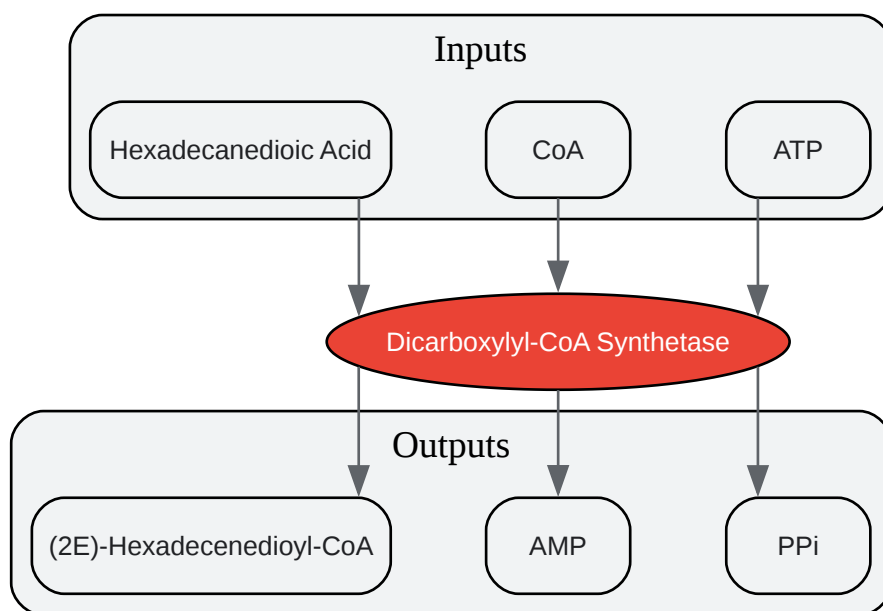 Inputs
Hexadecanedioic Acid
CoA
ATP
Dicarboxylyl-CoA Synthetase
Outputs
(2E)-Hexadecenedioyl-CoA
AMP
PPi